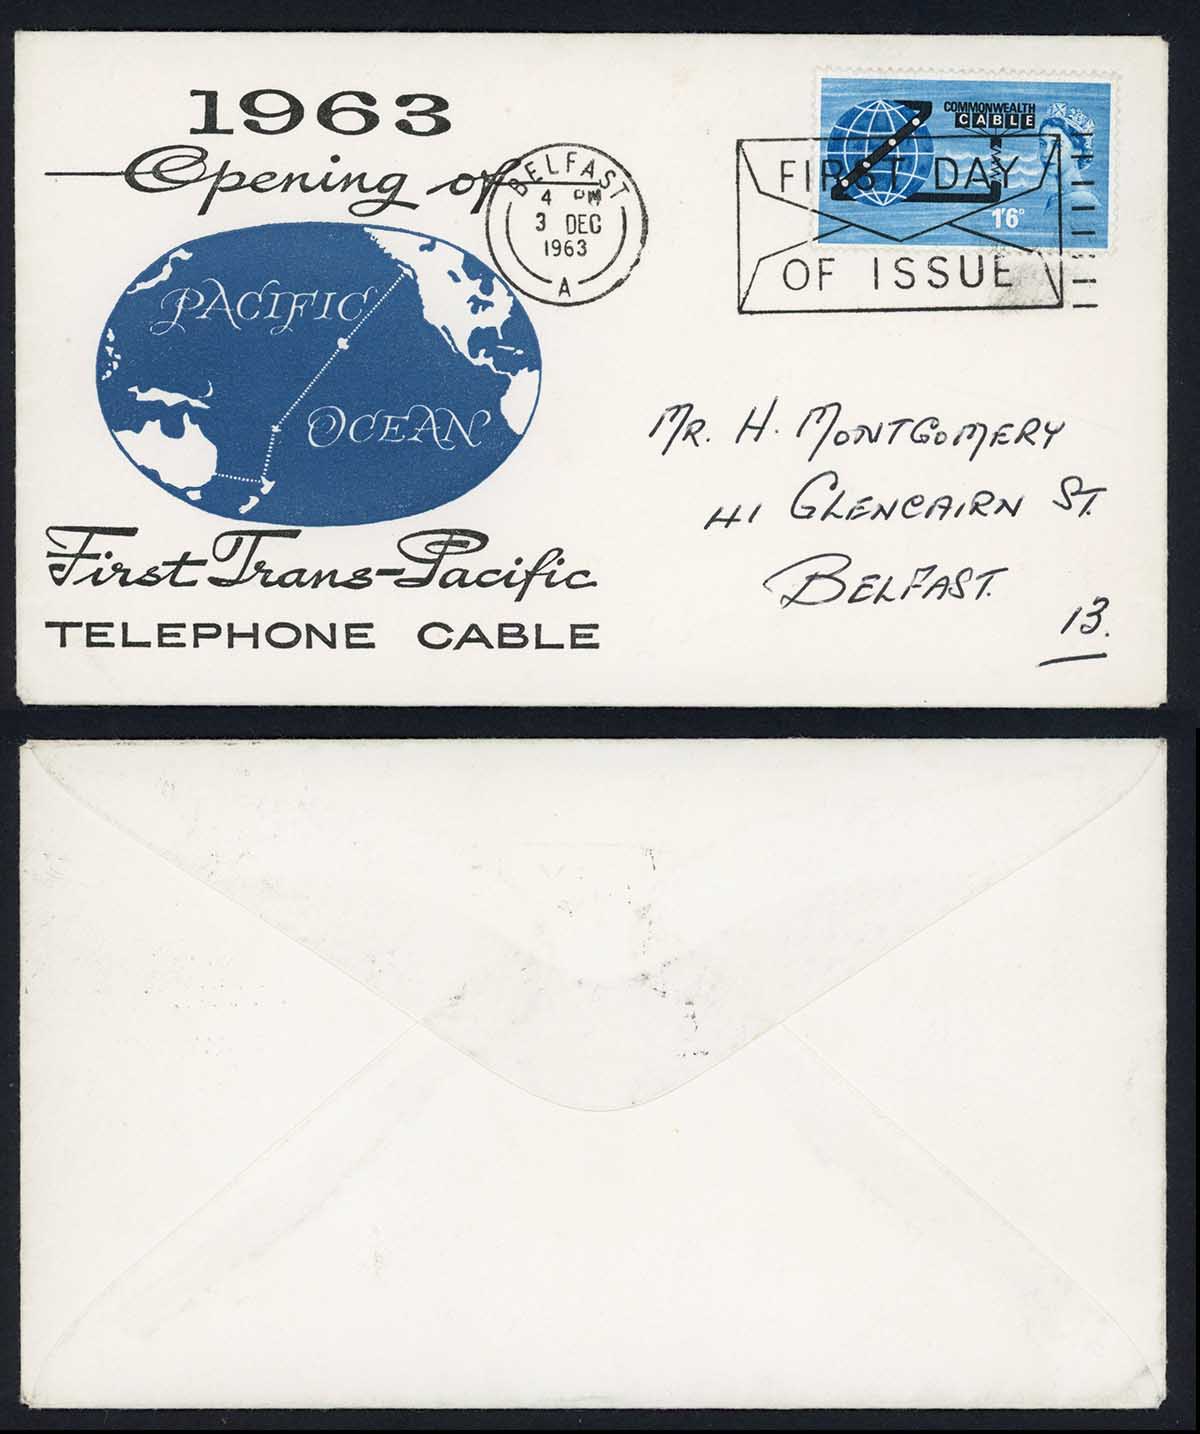 1963
Opening of
PACIFIC
OCEAN
First Trans-Pacific
TELEPHONE CABLE
BELFAST
4 PM
3 DEC
1963
A
COMMONWEALTH
CABLE
1'6D
FIRST DAY
OF ISSUE
MR. H. MONTGOMERY
41 GLENCAIRN ST.
BELFAST.
13.